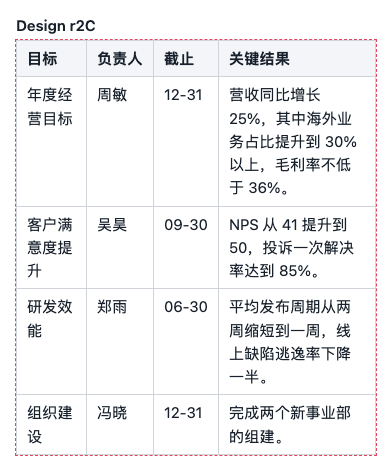 Design r2C
目标 负责人 截止 关键结果
年度经 周敏 12-31 营收同比增长
营目标 25%，其中海外业
务占比提升到 30%
以上，毛利率不低
于 36%。
客户满 吴昊 09-30 NPS 从 41 提升到
意度提 50，投诉一次解决
升 率达到 85%。
研发效 郑雨 06-30 平均发布周期从两
能 周缩短到一周，线
上缺陷逃逸率下降
一半。
组织建 冯晓 12-31 完成两个新事业部
设 的组建。